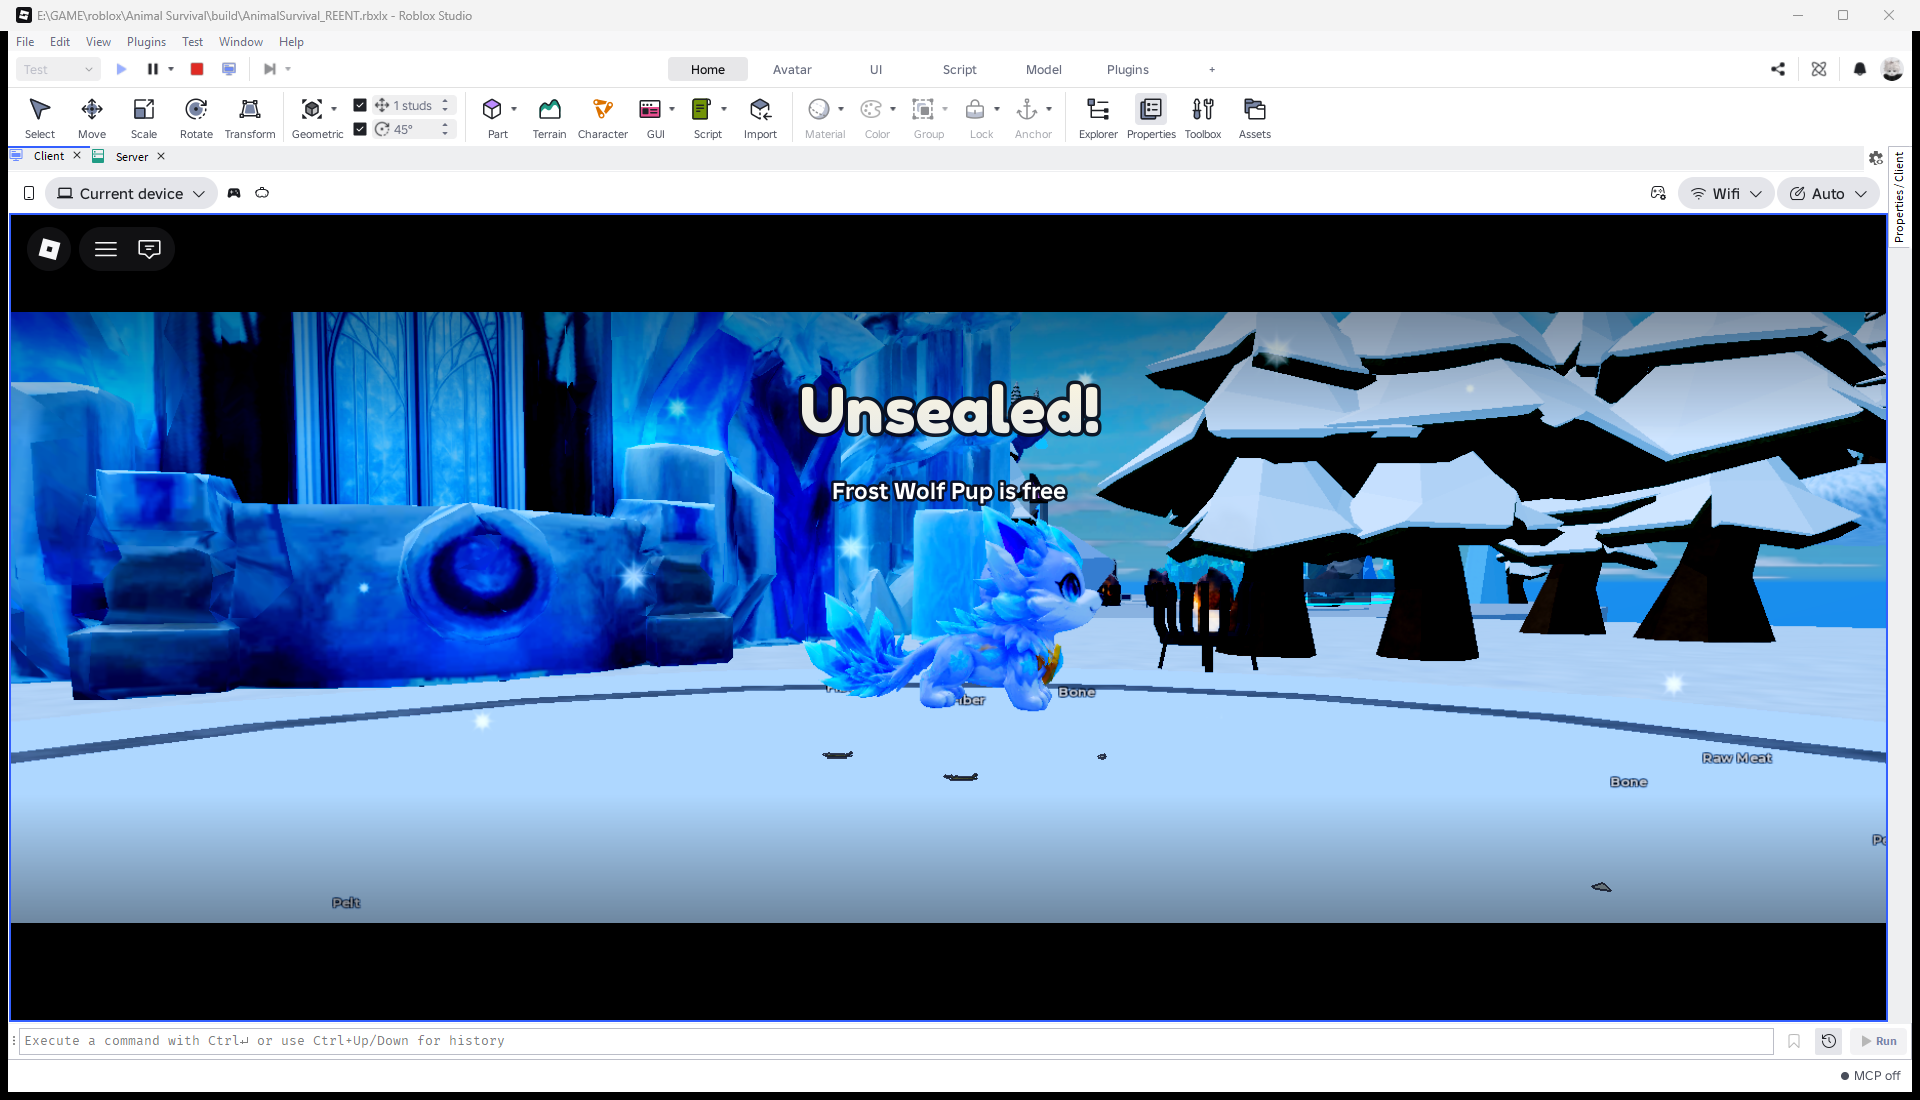 E:\GAME\roblox\Animal Survival\build\AnimalSurvival_REENT.rbxlx - Roblox Studio
File Edit View Plugins Test Window Help
Test
Home Avatar UI Script Model Plugins +
Select Move Scale Rotate Transform Geometric 1 studs 45° Part Terrain Character GUI Script Import Material Color Group Lock Anchor Explorer Properties Toolbox Assets
Client Server
Properties / Client
Current device
Wifi Auto
Unsealed!
Frost Wolf Pup is free
Bone
Raw Meat
Bone
Pelt
Execute a command with Ctrl↵ or use Ctrl+Up/Down for history
Run
MCP off